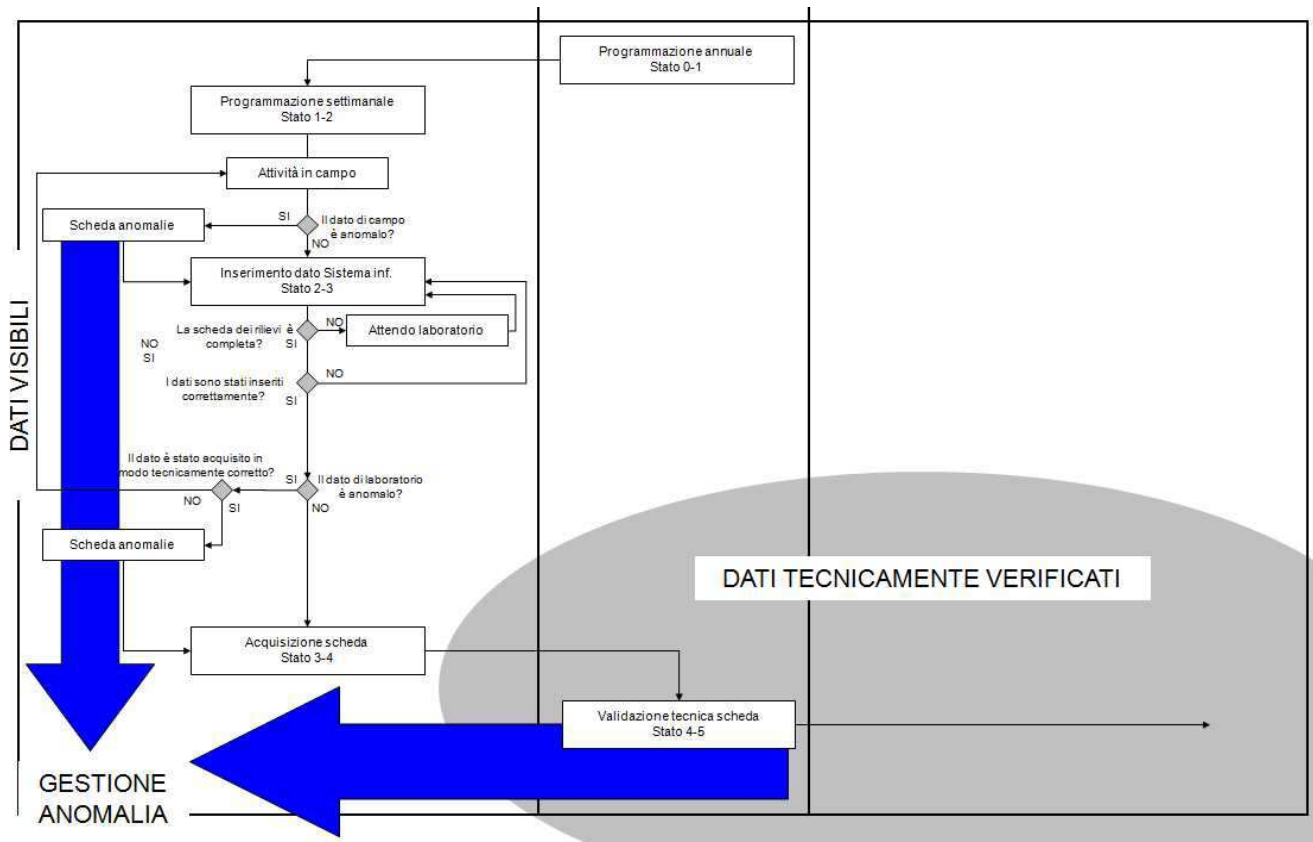 Programmazione annuale
Stato 0-1
Programmazione settimanale
Stato 1-2
Attività in campo
Scheda anomalie
SI
Il dato di campo
è anomalo?
NO
Inserimento dato Sistema inf.
Stato 2-3
La scheda dei rilievi è
completa?
NO
SI
Attendo laboratorio
NO
SI
I dati sono stati inseriti
correttamente?
NO
SI
DATI VISIBILI
Il dato è stato acquisito in
modo tecnicamente corretto?
NO
SI
SI
Il dato di laboratorio
è anomalo?
NO
Scheda anomalie
DATI TECNICAMENTE VERIFICATI
Acquisizione scheda
Stato 3-4
Validazione tecnica scheda
Stato 4-5
GESTIONE
ANOMALIA